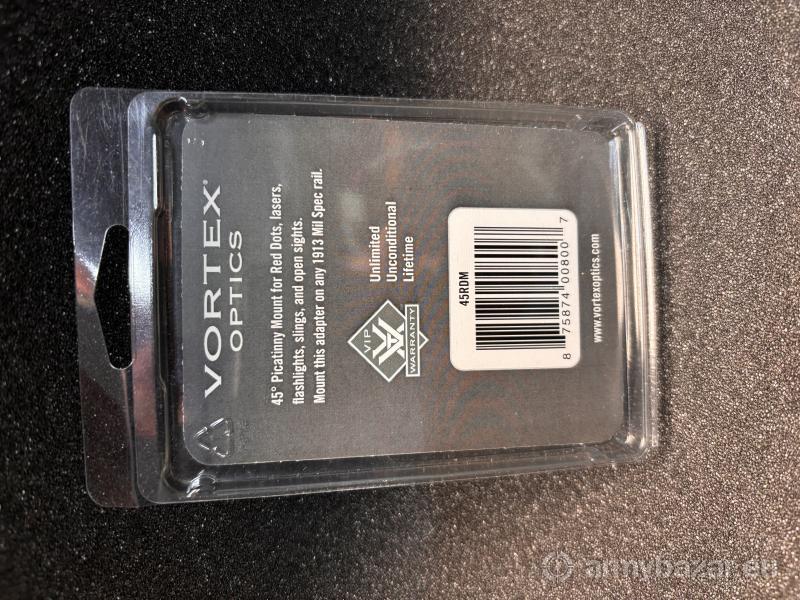 VORTEX®
OPTICS
45° Picatinny Mount for Red Dots, lasers,
flashlights, slings, and open sights.
Mount this adapter on any 1913 Mil Spec rail.
VIP
WARRANTY
Unlimited
Unconditional
Lifetime
45RDM
8 75874 00800 7
www.vortexoptics.com
armybazar.eu